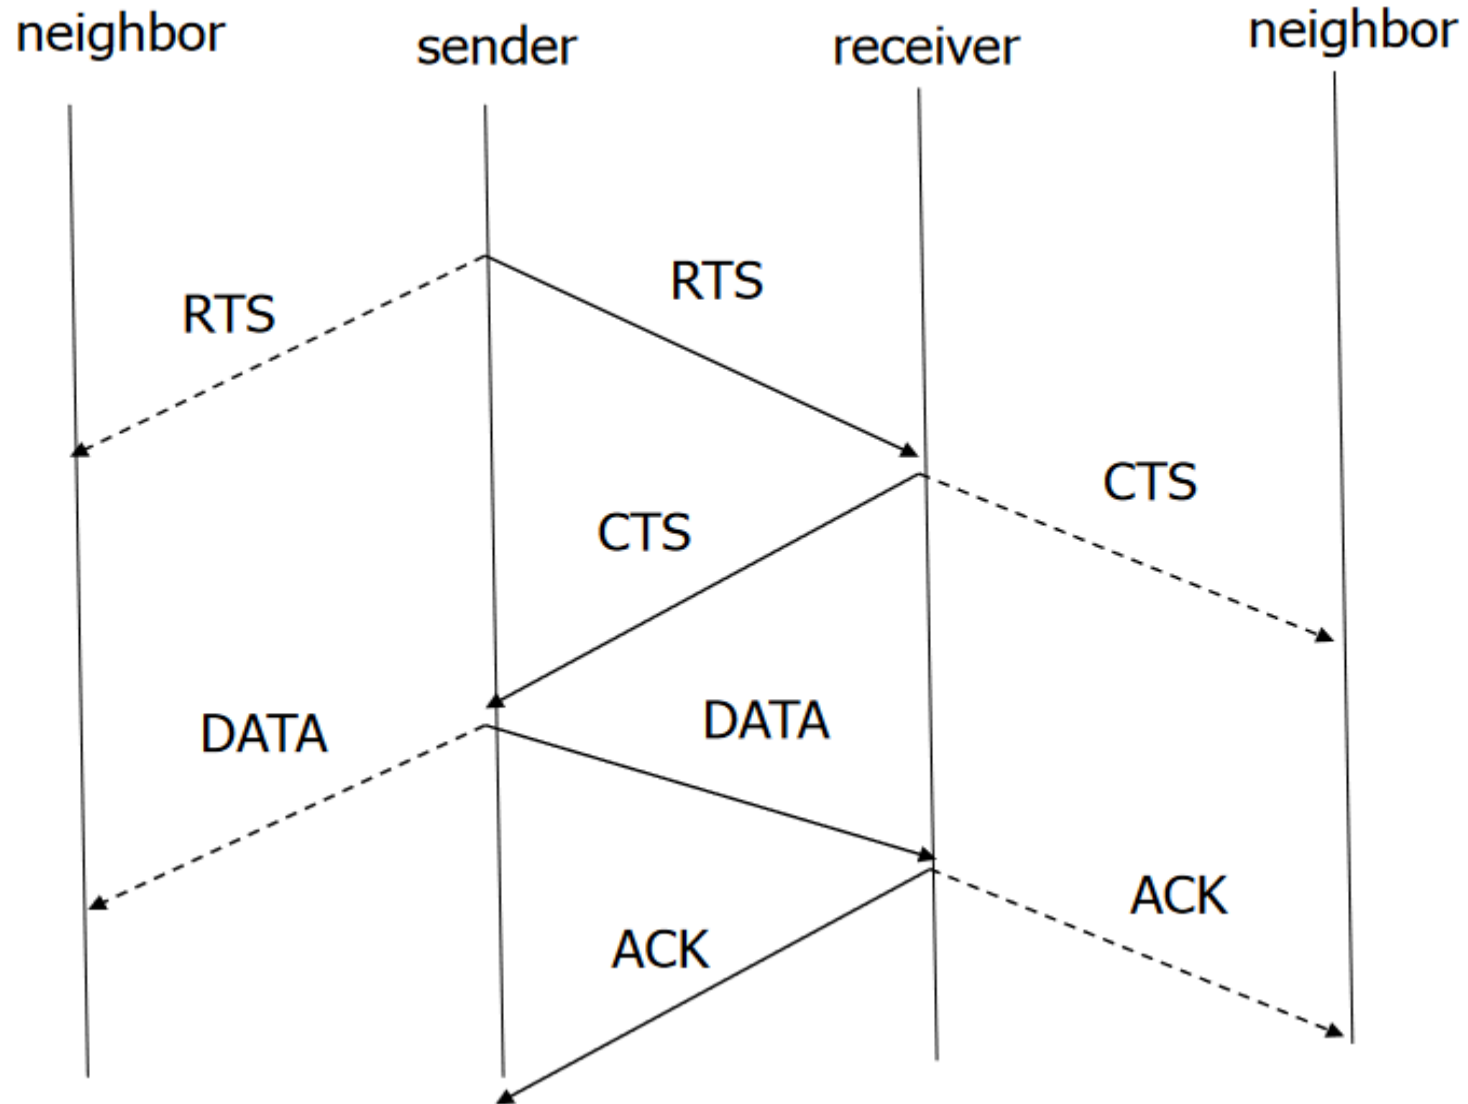 neighbor
sender
receiver
neighbor
RTS
RTS
CTS
CTS
DATA
DATA
ACK
ACK